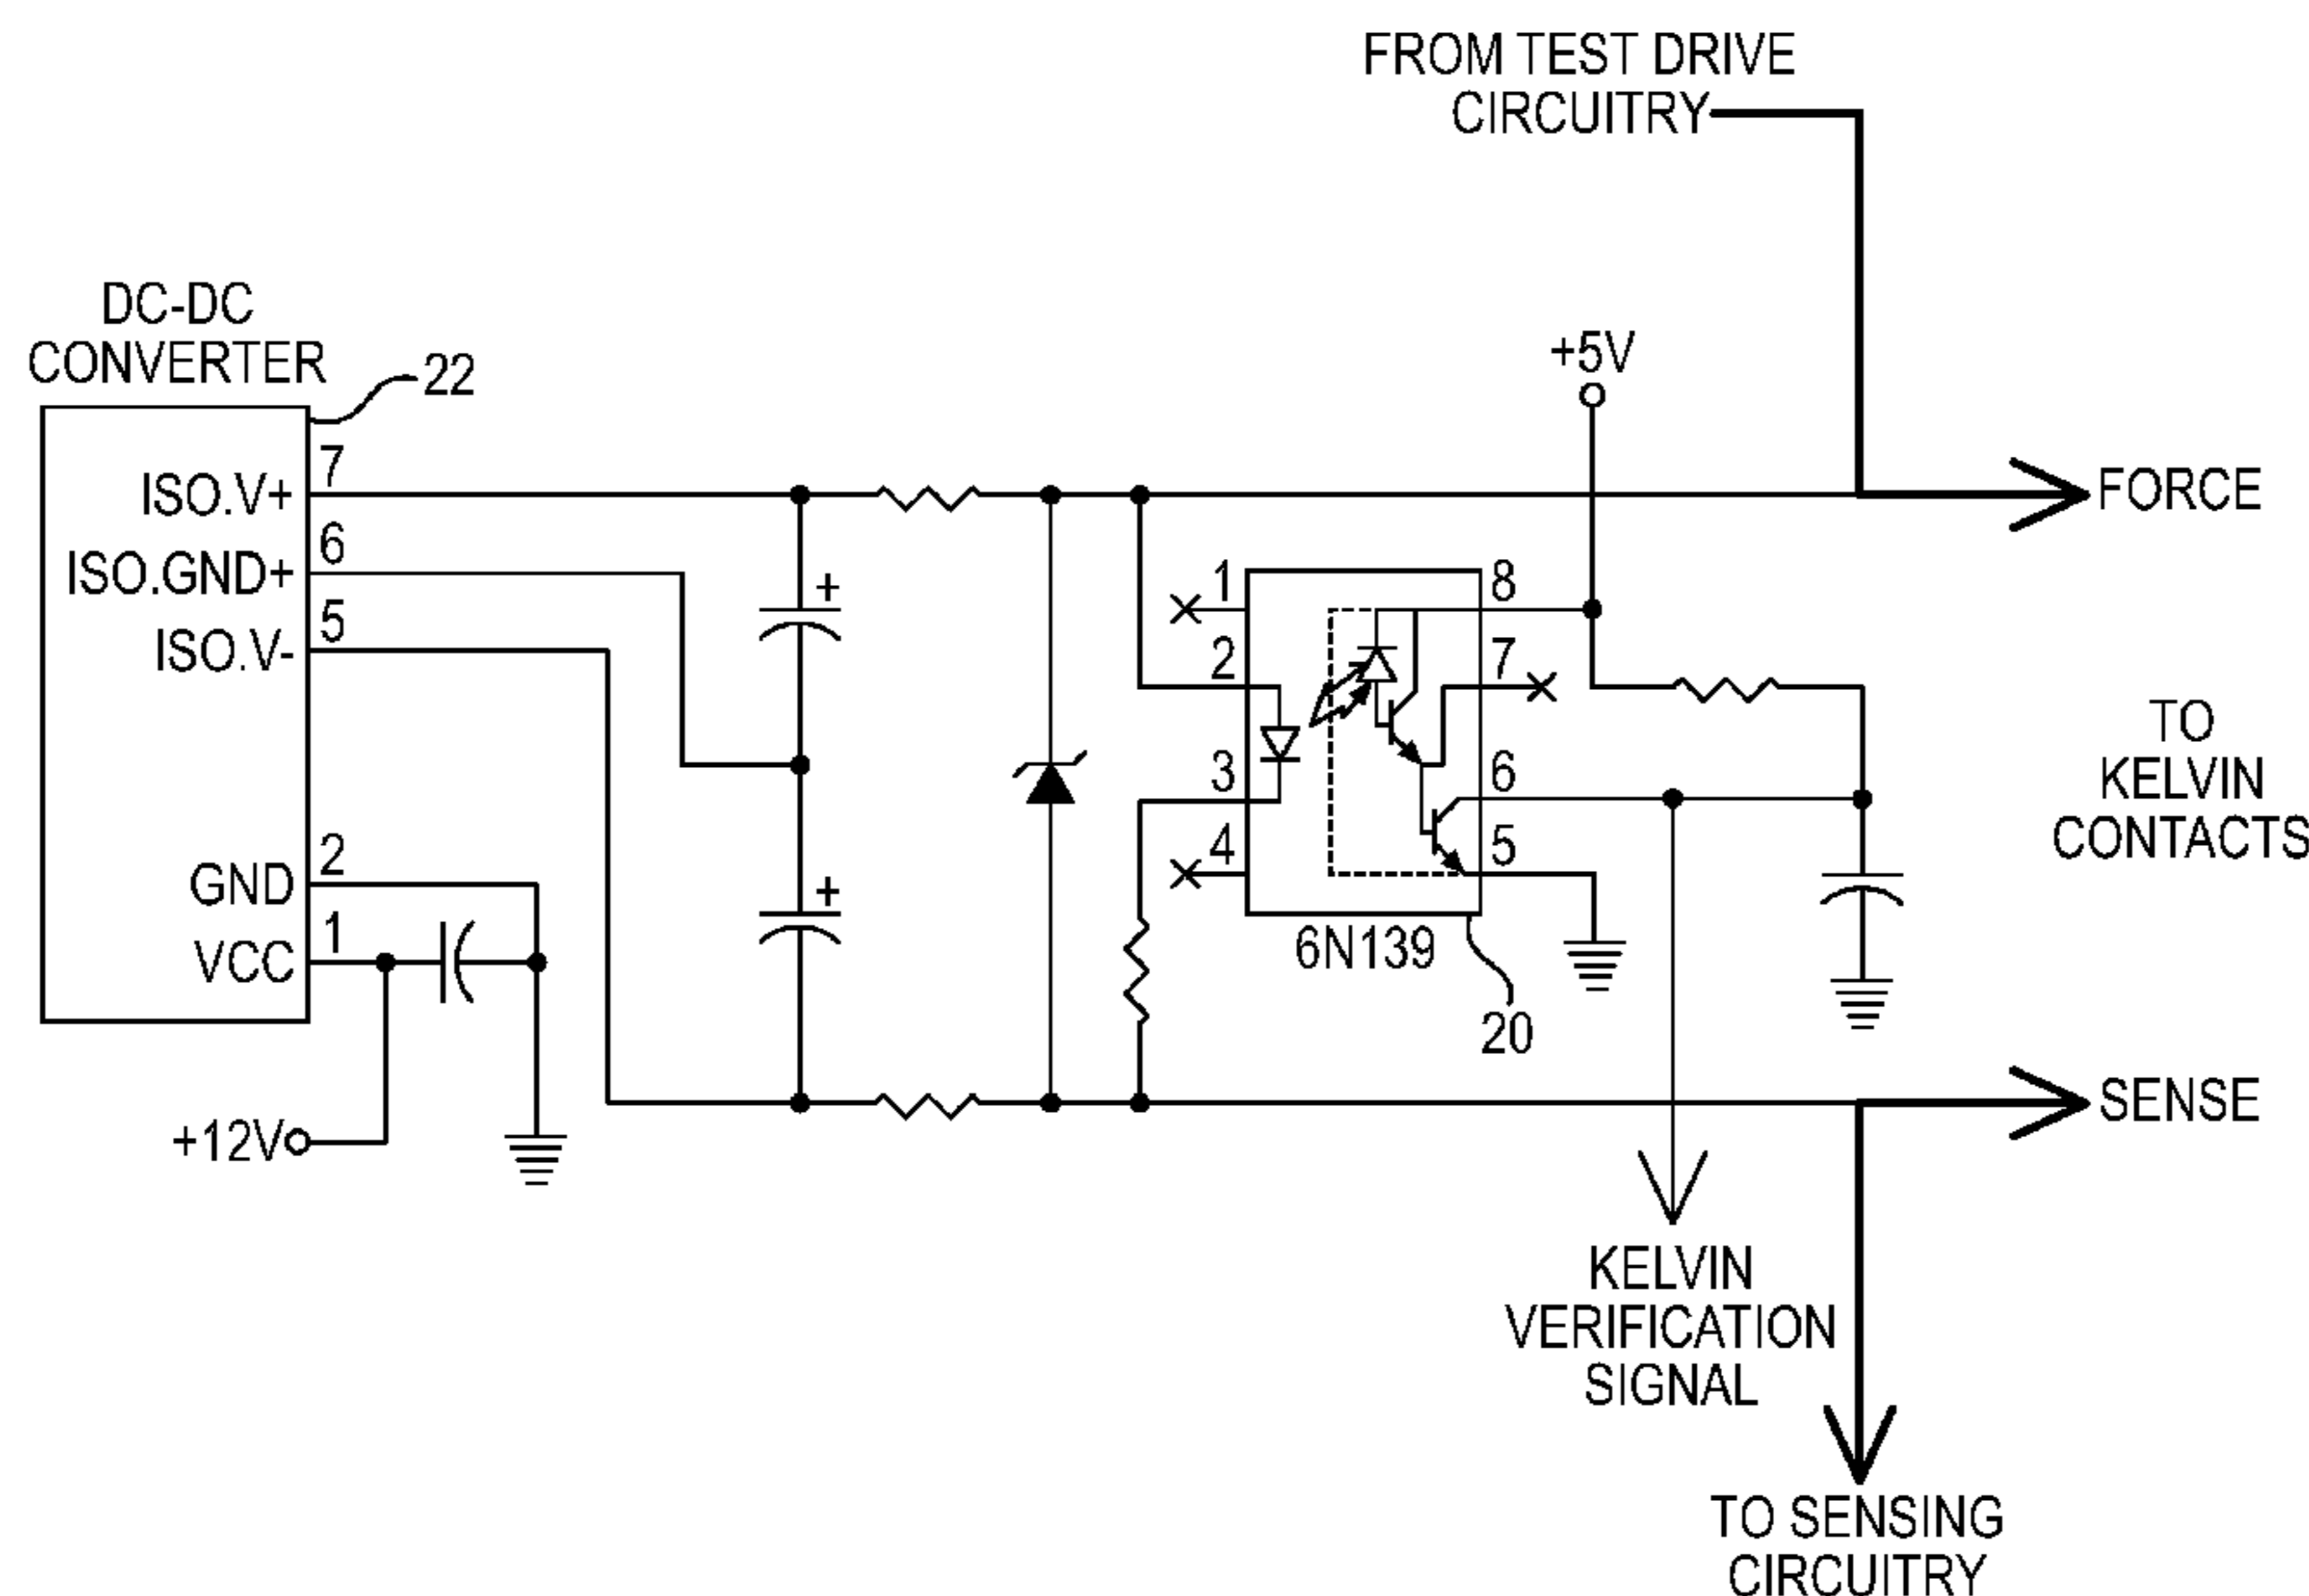 FROM TEST DRIVE
CIRCUITRY
DC-DC
CONVERTER
22
+5V
7
ISO.V+
FORCE
6
ISO.GND+
5
ISO.V-
+
1
8
2
7
3
6
4
5
TO
KELVIN
CONTACTS
2
GND
+
1
VCC
6N139
20
+12V
SENSE
KELVIN
VERIFICATION
SIGNAL
TO SENSING
CIRCUITRY